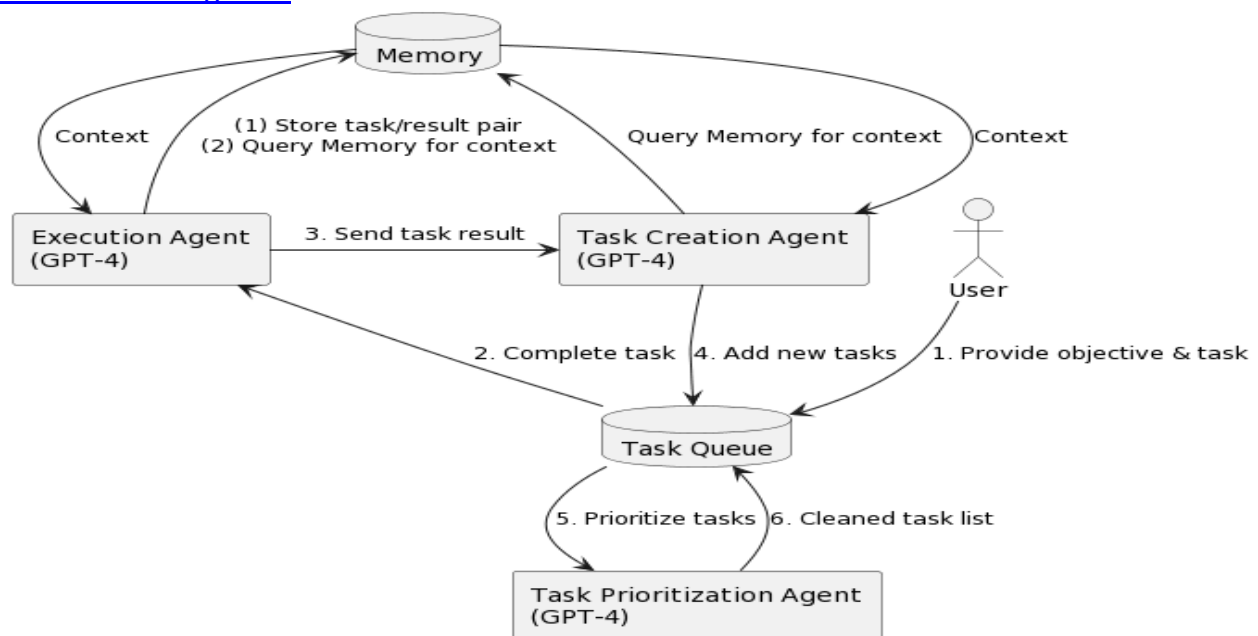 Memory
Context
(1) Store task/result pair
(2) Query Memory for context
Query Memory for context
Context
Execution Agent
(GPT-4)
3. Send task result
Task Creation Agent
(GPT-4)
User
2. Complete task
4. Add new tasks
1. Provide objective & task
Task Queue
5. Prioritize tasks
6. Cleaned task list
Task Prioritization Agent
(GPT-4)